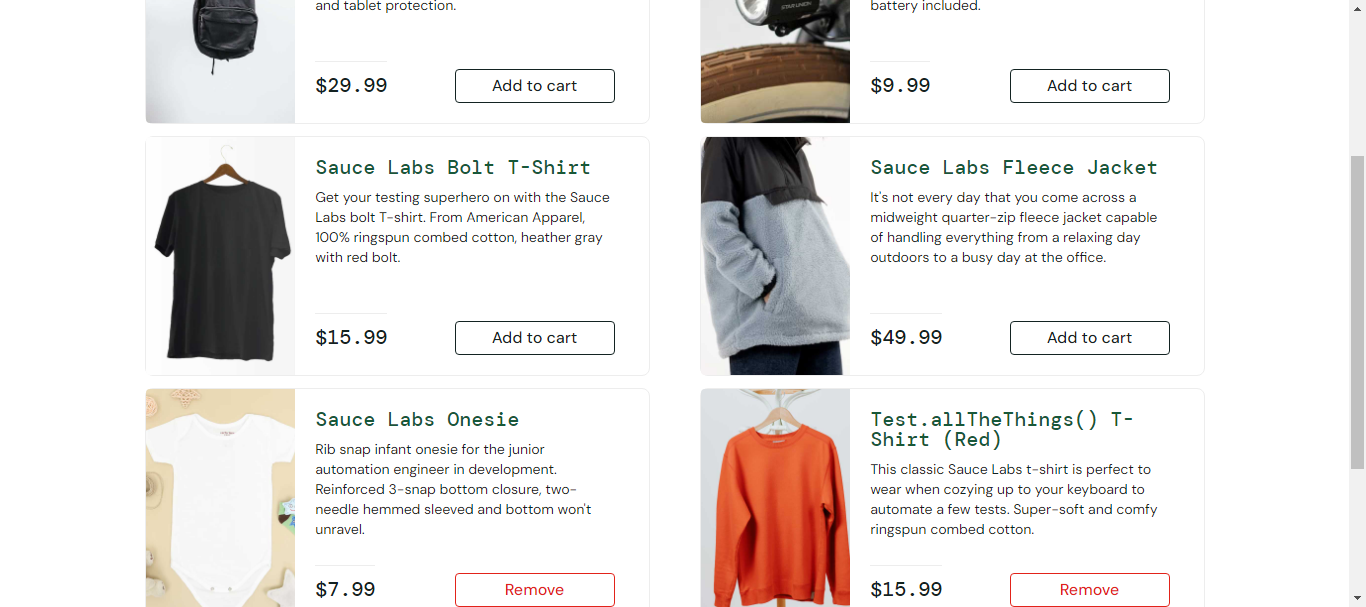 and tablet protection.
$29.99
Add to cart
battery included.
STAR UNION
$9.99
Add to cart
Sauce Labs Bolt T-Shirt
Get your testing superhero on with the Sauce
Labs bolt T-shirt. From American Apparel,
100% ringspun combed cotton, heather gray
with red bolt.
$15.99
Add to cart
Sauce Labs Fleece Jacket
It's not every day that you come across a
midweight quarter-zip fleece jacket capable
of handling everything from a relaxing day
outdoors to a busy day at the office.
$49.99
Add to cart
Sauce Labs Onesie
Rib snap infant onesie for the junior
automation engineer in development.
Reinforced 3-snap bottom closure, two-
needle hemmed sleeved and bottom won't
unravel.
$7.99
Remove
Test.allTheThings() T-
Shirt (Red)
This classic Sauce Labs t-shirt is perfect to
wear when cozying up to your keyboard to
automate a few tests. Super-soft and comfy
ringspun combed cotton.
$15.99
Remove